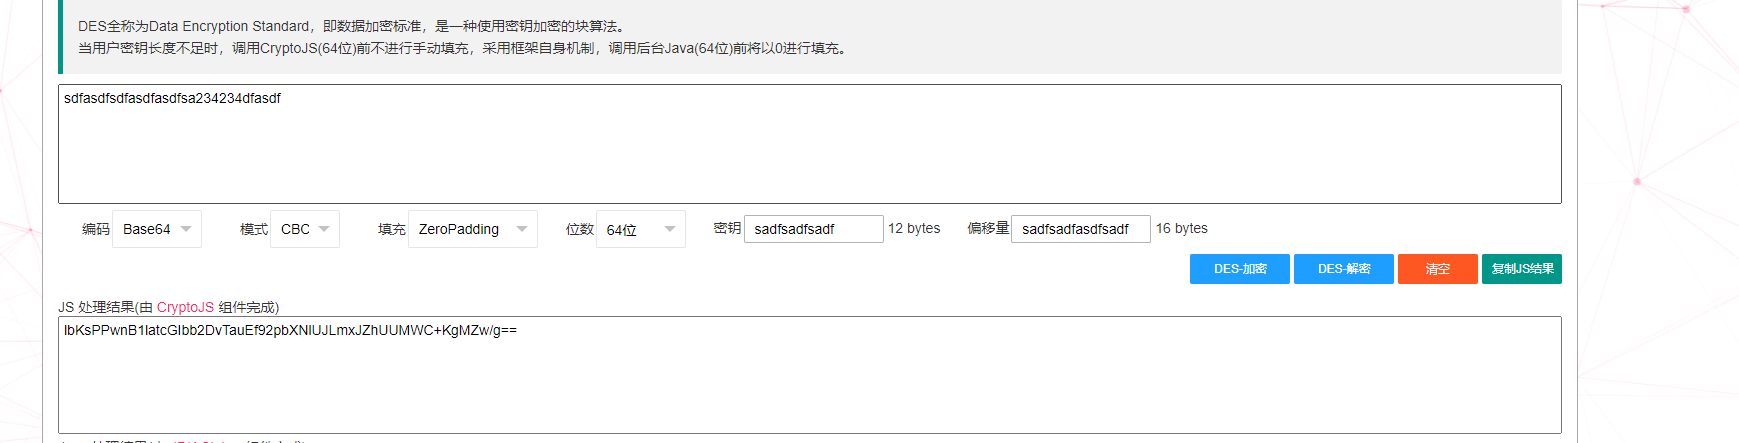 DES全称为Data Encryption Standard，即数据加密标准，是一种使用密钥加密的块算法。
当用户密钥长度不足时，调用CryptoJS(64位)前不进行手动填充，采用框架自身机制，调用后台Java(64位)前将以0进行填充。
sdfasdfsdfasdfasdfsa234234dfasdf
编码 Base64 模式 CBC 填充 ZeroPadding 位数 64位 密钥 sadfsadfsadf 12 bytes 偏移量 sadfsadfasdfsadf 16 bytes
DES-加密 DES-解密 清空 复制JS结果
JS 处理结果(由 CryptoJS 组件完成)
IbKsPPwnB1IatcGIbb2DvTauEf92pbXNIUJLmxJZhUUMWC+KgMZw/g==